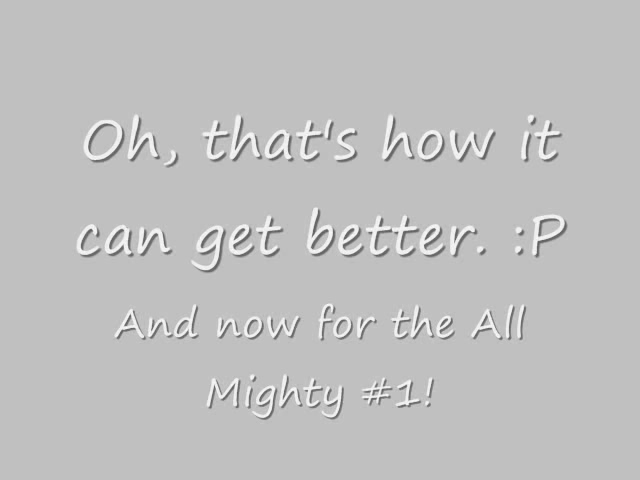 Oh, that's how it
can get better. :P
And now for the All
Mighty #1!